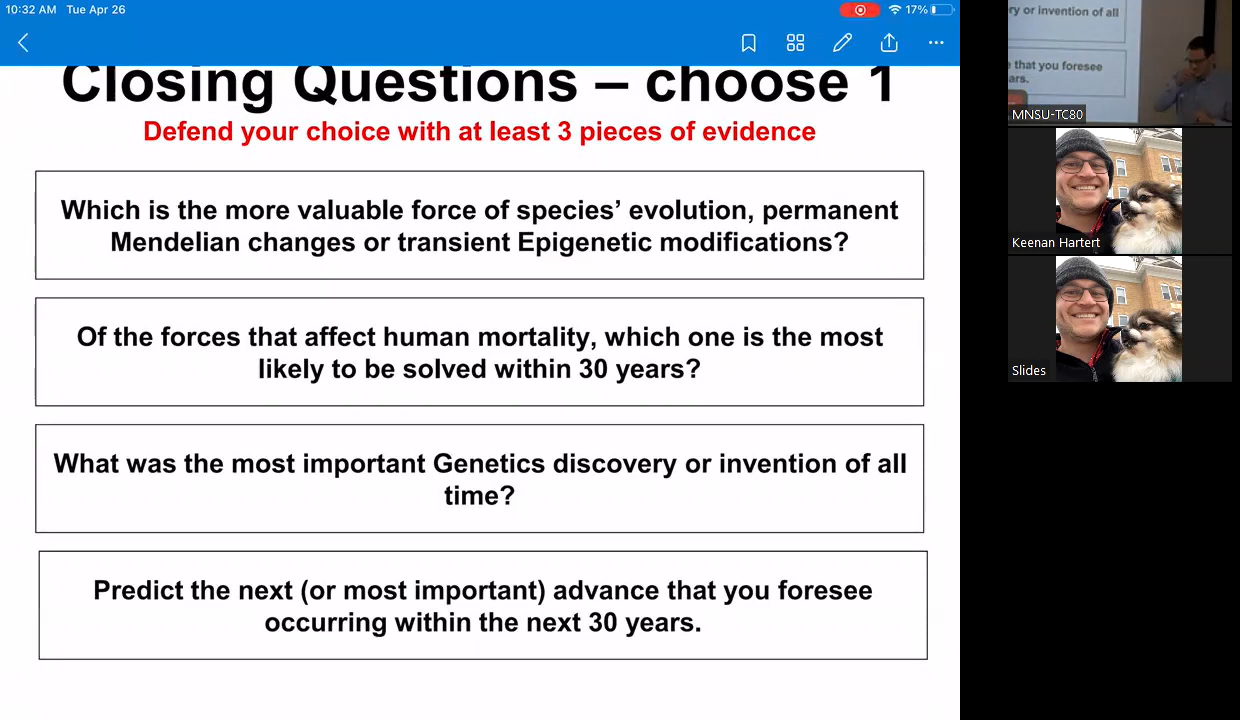 10:32 AM Tue Apr 26
17%
Closing Questions – choose 1
Defend your choice with at least 3 pieces of evidence
Which is the more valuable force of species’ evolution, permanent
Mendelian changes or transient Epigenetic modifications?
Of the forces that affect human mortality, which one is the most
likely to be solved within 30 years?
What was the most important Genetics discovery or invention of all
time?
Predict the next (or most important) advance that you foresee
occurring within the next 30 years.
ry or invention of all
that you foresee
ars.
MNSU-TC80
Keenan Hartert
Slides